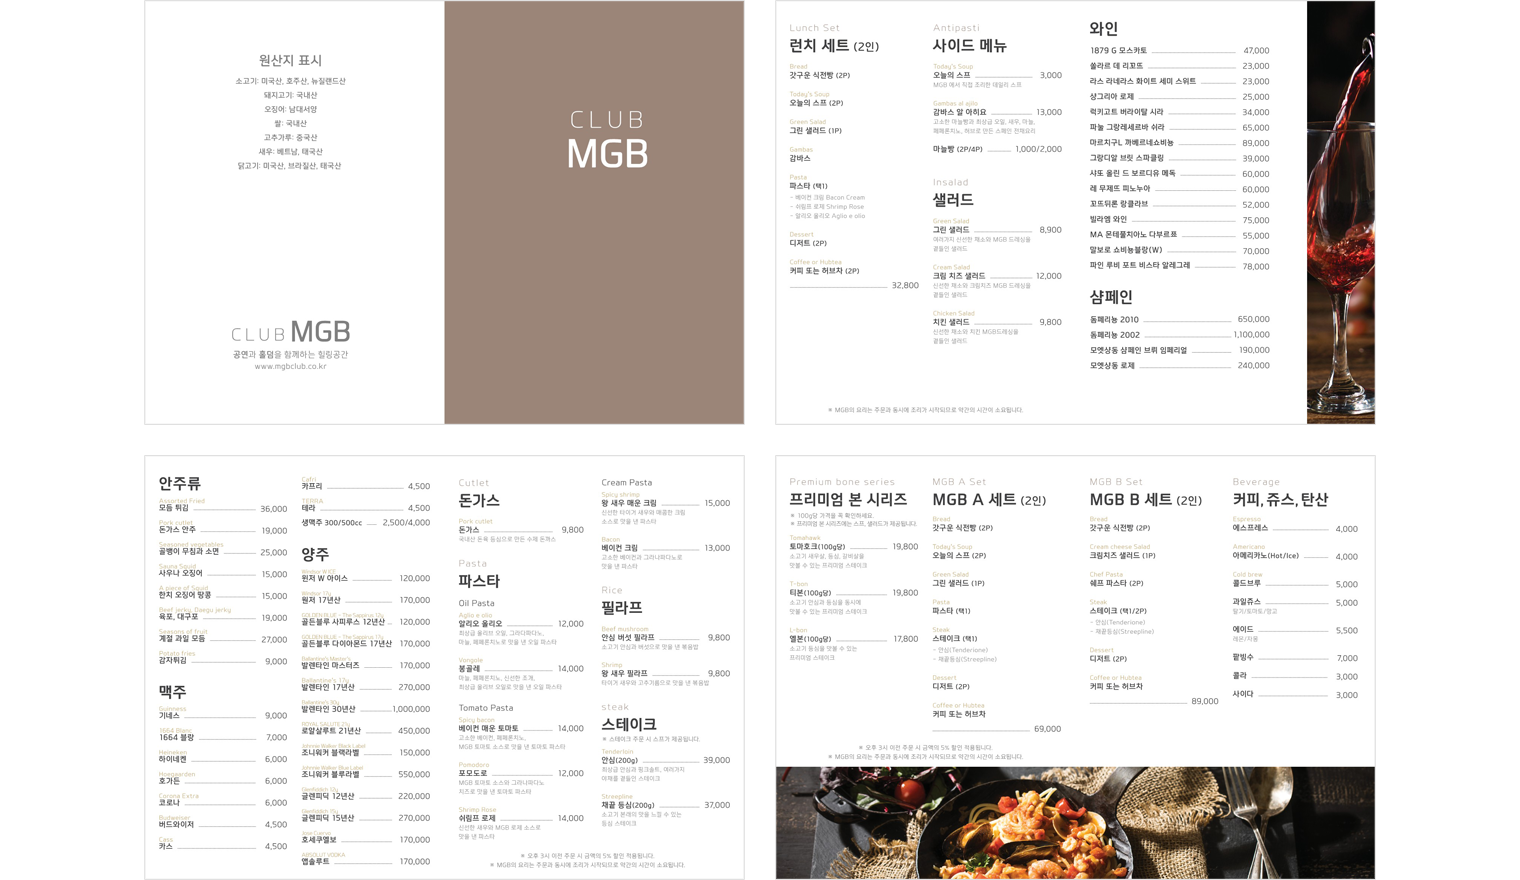 원산지 표시
소고기: 미국산, 호주산, 뉴질랜드산
돼지고기: 국내산
오징어: 남대서양
쌀: 국내산
고추가루: 중국산
새우: 베트남, 태국산
닭고기: 미국산, 브라질산, 태국산
CLUB MGB
공연과 홀덤을 함께하는 힐링공간
www.mgbclub.co.kr
CLUB
MGB
Lunch Set
런치 세트 (2인)
Bread
갓구운 식전빵 (2P)
Today's Soup
오늘의 스프 (2P)
Green Salad
그린 샐러드 (1P)
Gambas
감바스
Pasta
파스타 (택1)
- 베이컨 크림 Bacon Cream
- 쉬림프 로제 Shrimp Rose
- 알리오 올리오 Aglio e olio
Dessert
디저트 (2P)
Coffee or Hubtea
커피 또는 허브차 (2P)
32,800
Antipasti
사이드 메뉴
Today's Soup
오늘의 스프 3,000
MGB 에서 직접 조리한 데일리 스프
Gambas al ajilo
감바스 알 아히요 13,000
고소한 마늘빵과 최상급 오일, 새우, 마늘,
페페론치노, 허브로 만든 스페인 전채요리
마늘빵 (2P/4P) 1,000/2,000
Insalad
샐러드
Green Salad
그린 샐러드 8,900
여러가지 신선한 채소와 MGB 드레싱을
곁들인 샐러드
Cream Salad
크림 치즈 샐러드 12,000
신선한 채소와 크림치즈 MGB 드레싱을
곁들인 샐러드
Chicken Salad
치킨 샐러드 9,800
신선한 채소와 치킨 MGB드레싱을
곁들인 샐러드
※ MGB의 요리는 주문과 동시에 조리가 시작되므로 약간의 시간이 소요됩니다.
와인
1879 G 모스카토 47,000
쏠라르 데 리꼬뜨 23,000
라스 라네라스 화이트 세미 스위트 23,000
샹그리아 로제 25,000
럭키고트 버라이탈 시라 34,000
파눌 그랑레세르바 쉬라 65,000
마르치구L 까베르네쇼비뇽 89,000
그랑디알 브릿 스파클링 39,000
샤또 울린 드 보르디유 메독 60,000
레 무제뜨 피노누아 60,000
꼬뜨뒤론 랑클라브 52,000
빌라엠 와인 75,000
MA 몬테풀치아노 다부르쪼 55,000
말보로 쇼비뇽블랑(W) 70,000
파인 루비 포트 비스타 알레그레 78,000
샴페인
돔페리뇽 2010 650,000
돔페리뇽 2002 1,100,000
모엣샹동 샴페인 브뤼 임페리얼 190,000
모엣샹동 로제 240,000
안주류
Assorted Fried
모듬 튀김 36,000
Pork cutlet
돈가스 안주 19,000
Seasoned vegetables
골뱅이 무침과 소면 25,000
Sauna Squid
사우나 오징어 15,000
A piece of Squid
한치 오징어 땅콩 15,000
Beef jerky, Daegu jerky
육포, 대구포 19,000
Seasons of fruit
계절 과일 모듬 27,000
Potato fries
감자튀김 9,000
맥주
Guinness
기네스 9,000
1664 Blanc
1664 블랑 7,000
Heineken
하이네켄 6,000
Hoegaarden
호가든 6,000
Corona Extra
코로나 6,000
Budweiser
버드와이저 4,500
Cass
카스 4,500
Cafri
카프리 4,500
TERRA
테라 4,500
생맥주 300/500cc 2,500/4,000
양주
Windsor W ICE
윈저 W 아이스 120,000
Windsor 17y
윈저 17년산 170,000
GOLDEN BLUE - The Sapphire 12y
골든블루 사피루스 12년산 120,000
GOLDEN BLUE - The Sapphire 17y
골든블루 다이아몬드 17년산 170,000
Ballantine's Master's
발렌타인 마스터즈 170,000
Ballantine's 17y
발렌타인 17년산 270,000
Ballantine's 30y
발렌타인 30년산 1,000,000
ROYAL SALUTE 21y
로얄살루트 21년산 450,000
Johnnie Walker Black Label
조니워커 블랙라벨 150,000
Johnnie Walker Blue Label
조니워커 블루라벨 550,000
Glenfiddich 12y
글렌피딕 12년산 220,000
Glenfiddich 15y
글렌피딕 15년산 270,000
Jose Cuervo
호세쿠엘보 170,000
ABSOLUT VODKA
앱솔루트 170,000
Cutlet
돈가스
Pork cutlet
돈가스 9,800
국내산 돈육 등심으로 만든 수제 돈까스
Pasta
파스타
Oil Pasta
Aglio e olio
알리오 올리오 12,000
최상급 올리브 오일, 그라다파다노,
마늘, 페페론치노로 맛을 낸 오일 파스타
Vongole
봉골레 14,000
마늘, 페페론치노, 신선한 조개,
최상급 올리브 오일로 맛을 낸 오일 파스타
Tomato Pasta
Spicy bacon
베이컨 매운 토마토 14,000
고소한 베이컨, 페페론치노,
MGB 토마토 소스로 맛을 낸 토마토 파스타
Pomodoro
포모도로 12,000
MGB 토마토 소스와 그라나파다노
치즈로 맛을 낸 토마토 파스타
Shrimp Rose
쉬림프 로제 14,000
신선한 새우와 MGB 로제 소스로
맛을 낸 파스타
Cream Pasta
Spicy shrimp
왕 새우 매운 크림 15,000
신선한 타이거 새우와 매콤한 크림
소스로 맛을 낸 파스타
Bacon
베이컨 크림 13,000
고소한 베이컨과 그라나파다노로
맛을 낸 파스타
Rice
필라프
Beef mushroom
안심 버섯 필라프 9,800
소고기 안심과 버섯으로 맛을 낸 볶음밥
Shrimp
왕 새우 필라프 9,800
타이거 새우와 고추기름으로 맛을 낸 볶음밥
steak
스테이크
※ 스테이크 주문 시 스프가 제공됩니다.
Tenderloin
안심(200g) 39,000
최상급 안심과 핑크솔트, 여러가지
야채를 곁들인 스테이크
Streepline
채끝 등심(200g) 37,000
소고기 본래의 맛을 느낄 수 있는
등심 스테이크
※ 오후 3시 이전 주문 시 금액의 5% 할인 적용됩니다.
※ MGB의 요리는 주문과 동시에 조리가 시작되므로 약간의 시간이 소요됩니다.
Premium bone series
프리미엄 본 시리즈
※ 100g당 가격을 꼭 확인하세요.
※ 프리미엄 본 시리즈에는 스프, 샐러드가 제공됩니다.
Tomahawk
토마호크(100g당) 19,800
소고기 새우살, 등심, 갈비살을
맛볼 수 있는 프리미엄 스테이크
T-bon
티본(100g당) 19,800
소고기 안심과 등심을 동시에
맛볼 수 있는 프리미엄 스테이크
L-bon
엘본(100g당) 17,800
소고기 등심을 맛볼 수 있는
프리미엄 스테이크
MGB A Set
MGB A 세트 (2인)
Bread
갓구운 식전빵 (2P)
Today's Soup
오늘의 스프 (2P)
Green Salad
그린 샐러드 (1P)
Pasta
파스타 (택1)
Steak
스테이크 (택1)
- 안심(Tenderione)
- 채끝등심(Streepline)
Dessert
디저트 (2P)
Coffee or Hubtea
커피 또는 허브차
69,000
MGB B Set
MGB B 세트 (2인)
Bread
갓구운 식전빵 (2P)
Cream cheese Salad
크림치즈 샐러드 (1P)
Chef Pasta
쉐프 파스타 (2P)
Steak
스테이크 (택1/2P)
- 안심(Tenderione)
- 채끝등심(Streepline)
Dessert
디저트 (2P)
Coffee or Hubtea
커피 또는 허브차
89,000
Beverage
커피, 쥬스, 탄산
Espresso
에스프레스 4,000
Americano
아메리카노(Hot/Ice) 4,000
Cold brew
콜드브루 5,000
과일쥬스 5,000
딸기/토마토/망고
에이드 5,500
레몬/자몽
팥빙수 7,000
콜라 3,000
사이다 3,000
※ 오후 3시 이전 주문 시 금액의 5% 할인 적용됩니다.
※ MGB의 요리는 주문과 동시에 조리가 시작되므로 약간의 시간이 소요됩니다.